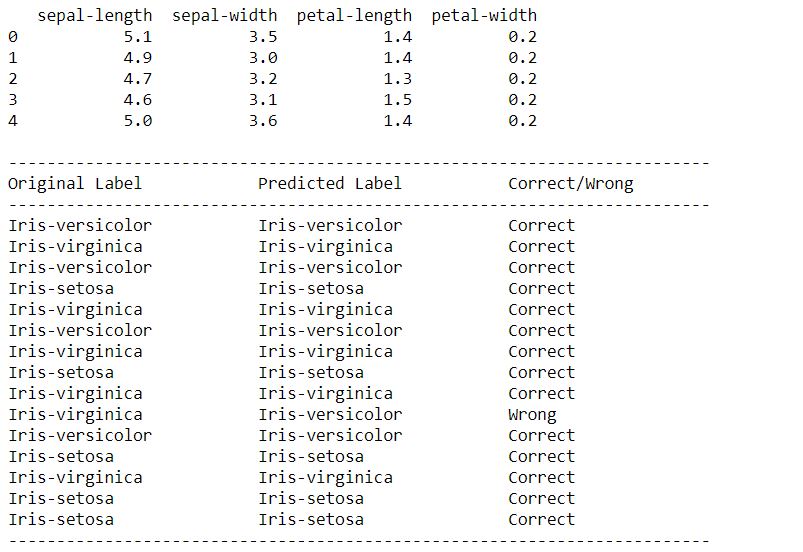 sepal-length  sepal-width  petal-length  petal-width
0           5.1          3.5           1.4          0.2
1           4.9          3.0           1.4          0.2
2           4.7          3.2           1.3          0.2
3           4.6          3.1           1.5          0.2
4           5.0          3.6           1.4          0.2
-------------------------------------------------------------------------
Original Label            Predicted Label           Correct/Wrong
-------------------------------------------------------------------------
Iris-versicolor           Iris-versicolor           Correct
Iris-virginica            Iris-virginica            Correct
Iris-versicolor           Iris-versicolor           Correct
Iris-setosa               Iris-setosa               Correct
Iris-virginica            Iris-virginica            Correct
Iris-versicolor           Iris-versicolor           Correct
Iris-virginica            Iris-virginica            Correct
Iris-setosa               Iris-setosa               Correct
Iris-virginica            Iris-virginica            Correct
Iris-virginica            Iris-versicolor           Wrong
Iris-versicolor           Iris-versicolor           Correct
Iris-setosa               Iris-setosa               Correct
Iris-virginica            Iris-virginica            Correct
Iris-setosa               Iris-setosa               Correct
Iris-setosa               Iris-setosa               Correct
-------------------------------------------------------------------------